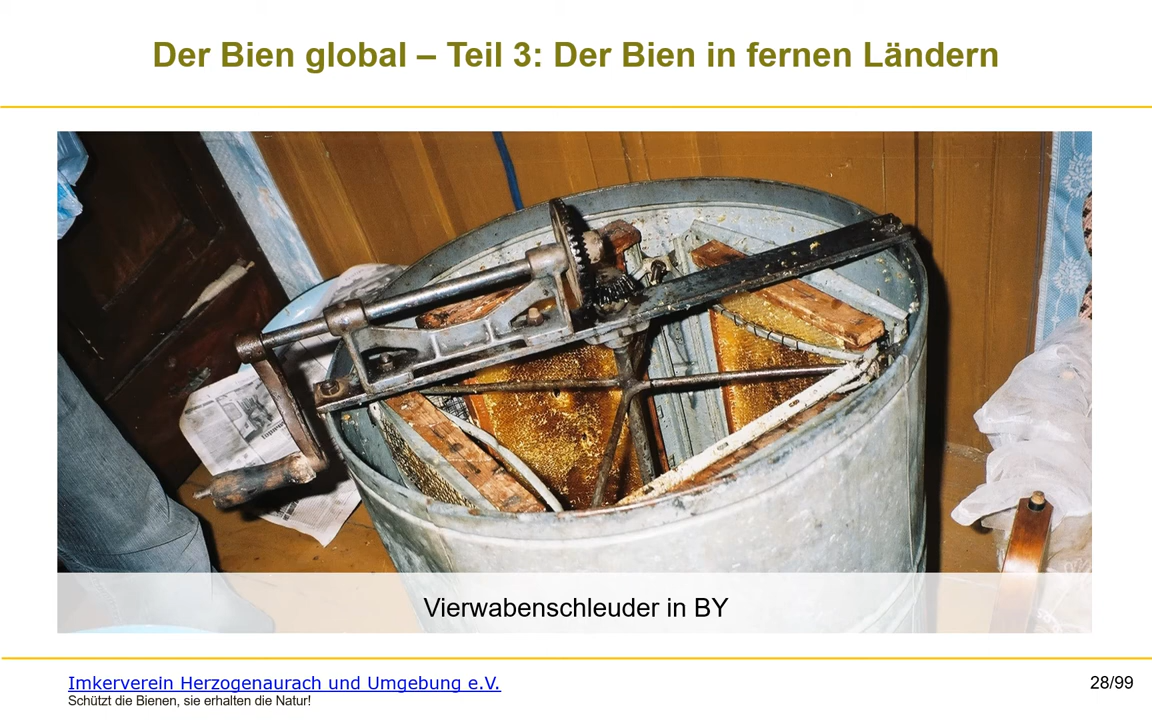 Der Bien global – Teil 3: Der Bien in fernen Ländern
Vierwabenschleuder in BY
Imkerverein Herzogenaurach und Umgebung e.V.
Schützt die Bienen, sie erhalten die Natur!
28/99